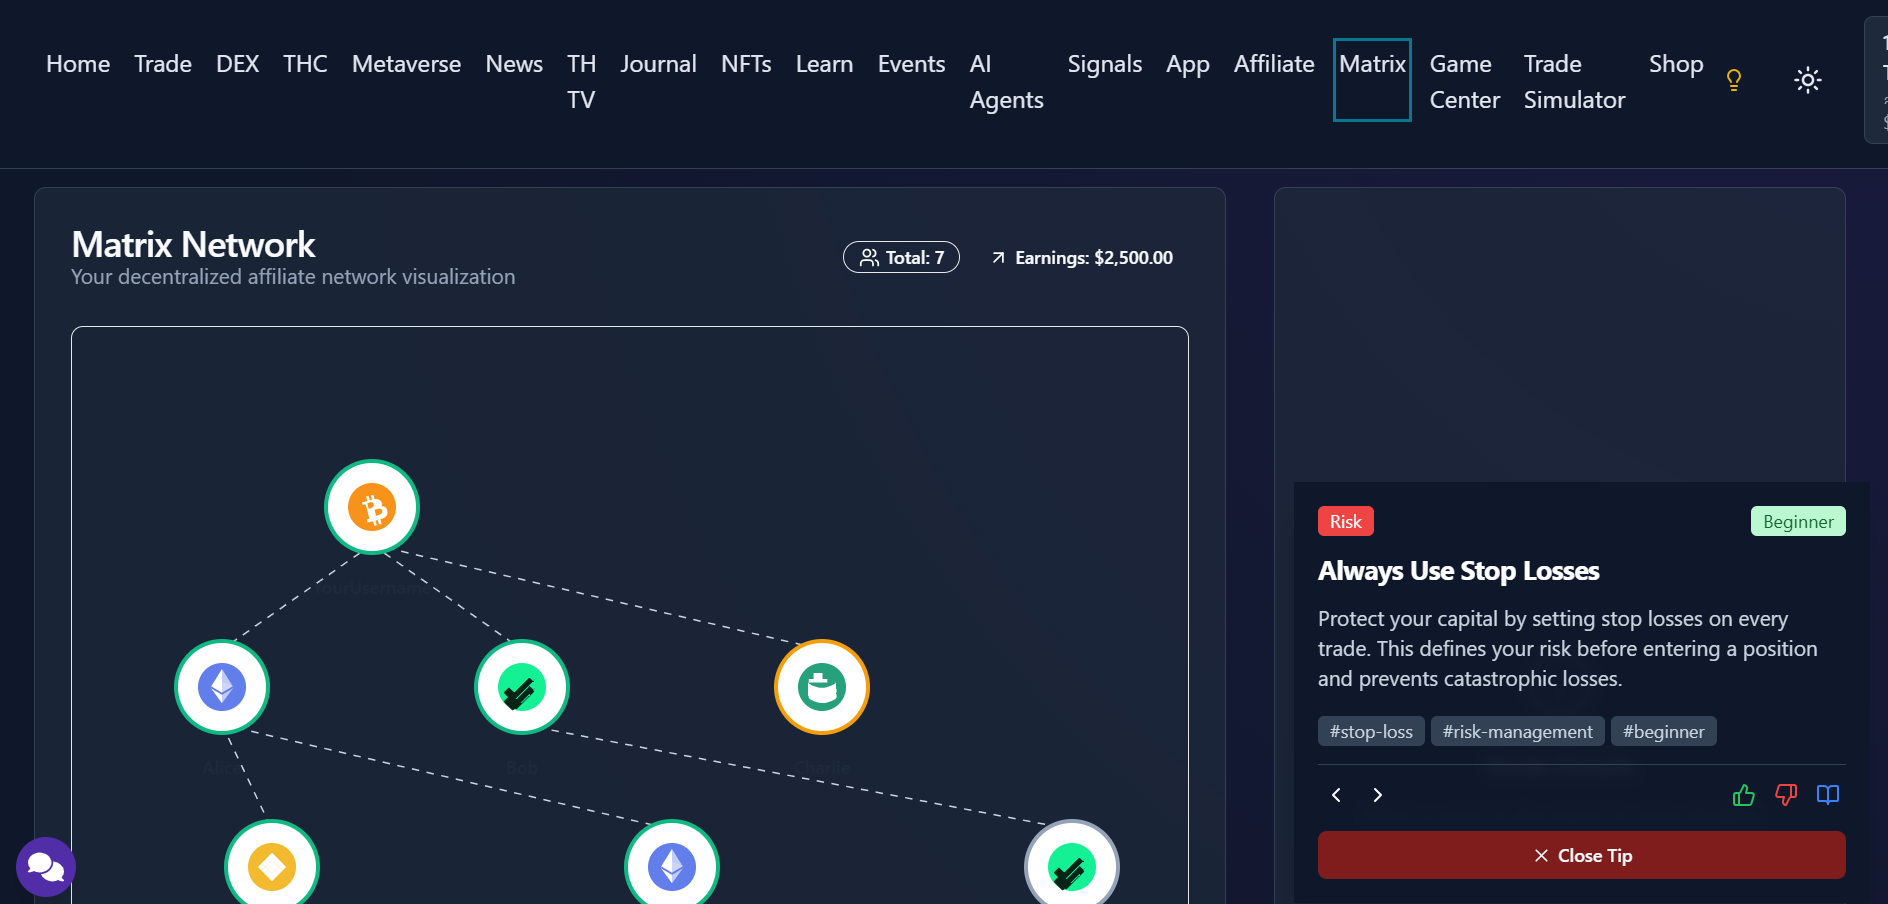 Home Trade DEX THC Metaverse News TH TV Journal NFTs Learn Events AI Agents Signals App Affiliate Matrix Game Center Trade Simulator Shop
Matrix Network
Your decentralized affiliate network visualization
Total: 7
Earnings: $2,500.00
YourUsername
Alice
Bob
Charlie
Risk
Beginner
Always Use Stop Losses
Protect your capital by setting stop losses on every
trade. This defines your risk before entering a position
and prevents catastrophic losses.
#stop-loss #risk-management #beginner
Close Tip